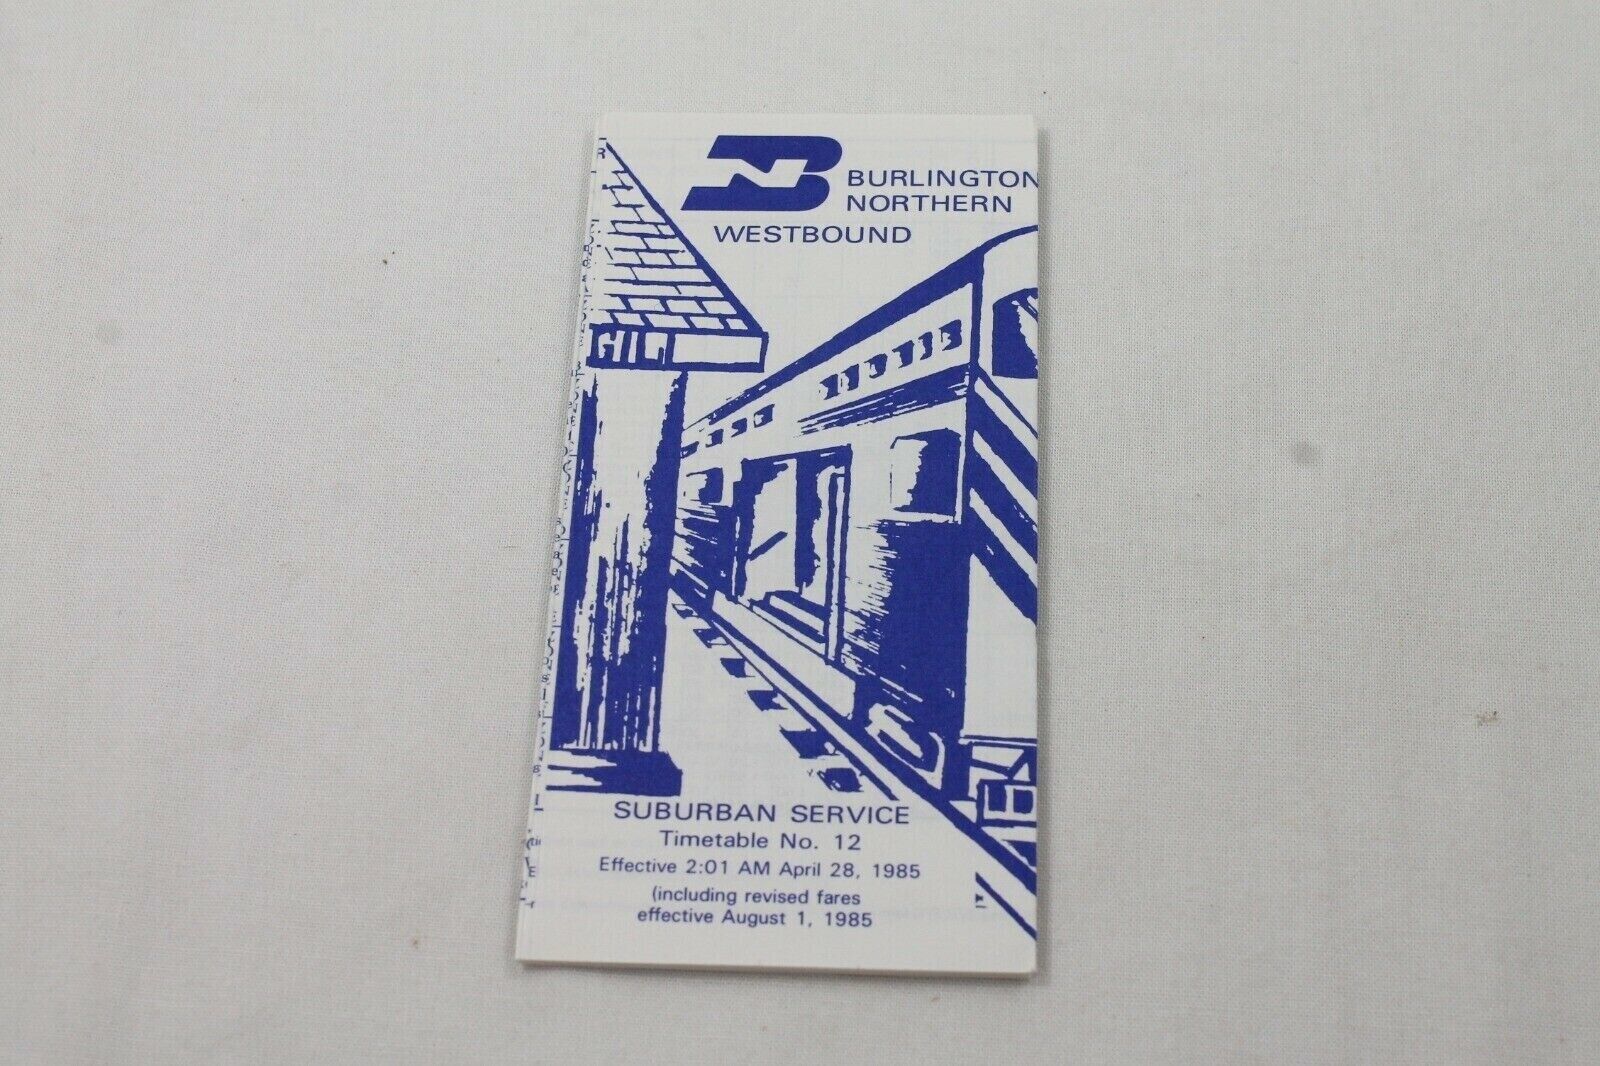 BN
BURLINGTON
NORTHERN
WESTBOUND
SUBURBAN SERVICE
Timetable No. 12
Effective 2:01 AM April 28, 1985
(including revised fares
effective August 1, 1985